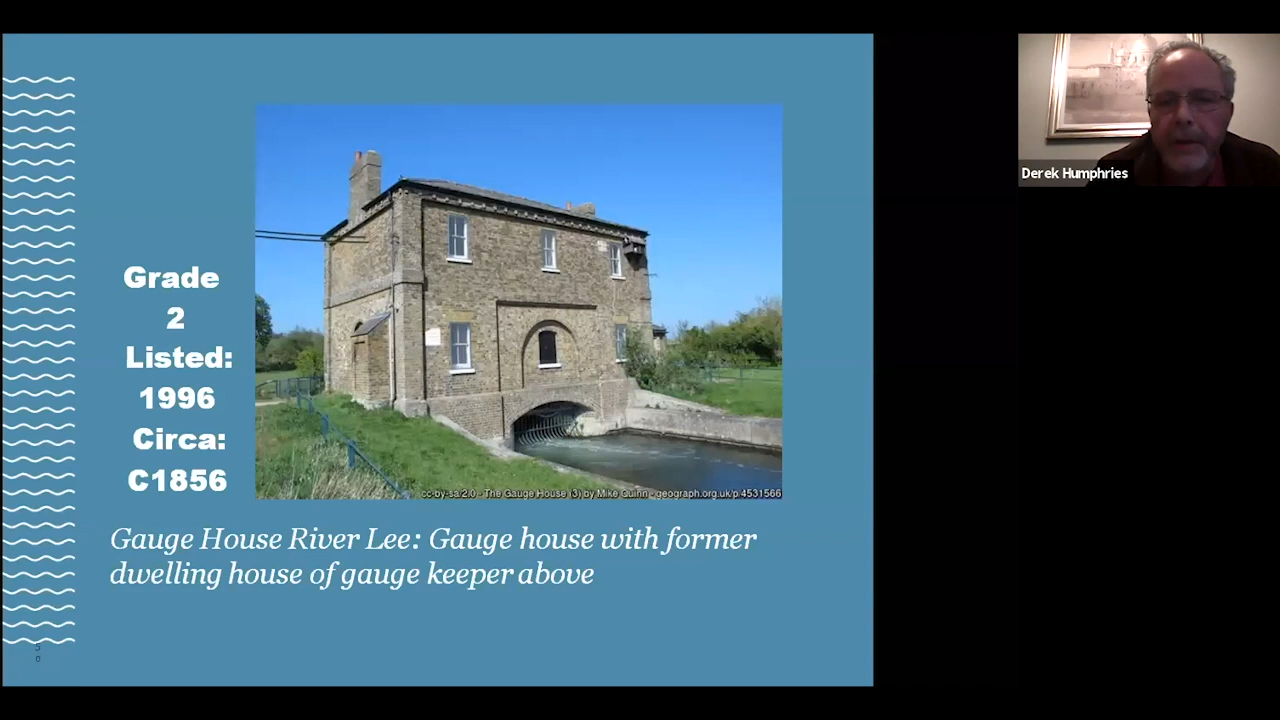 Derek Humphries
Grade
2
Listed:
1996
Circa:
C1856
cc-by-sa/2.0 - The Gauge House (3) by Mike Quinn - geograph.org.uk/p/4531566
Gauge House River Lee: Gauge house with former
dwelling house of gauge keeper above
5
0